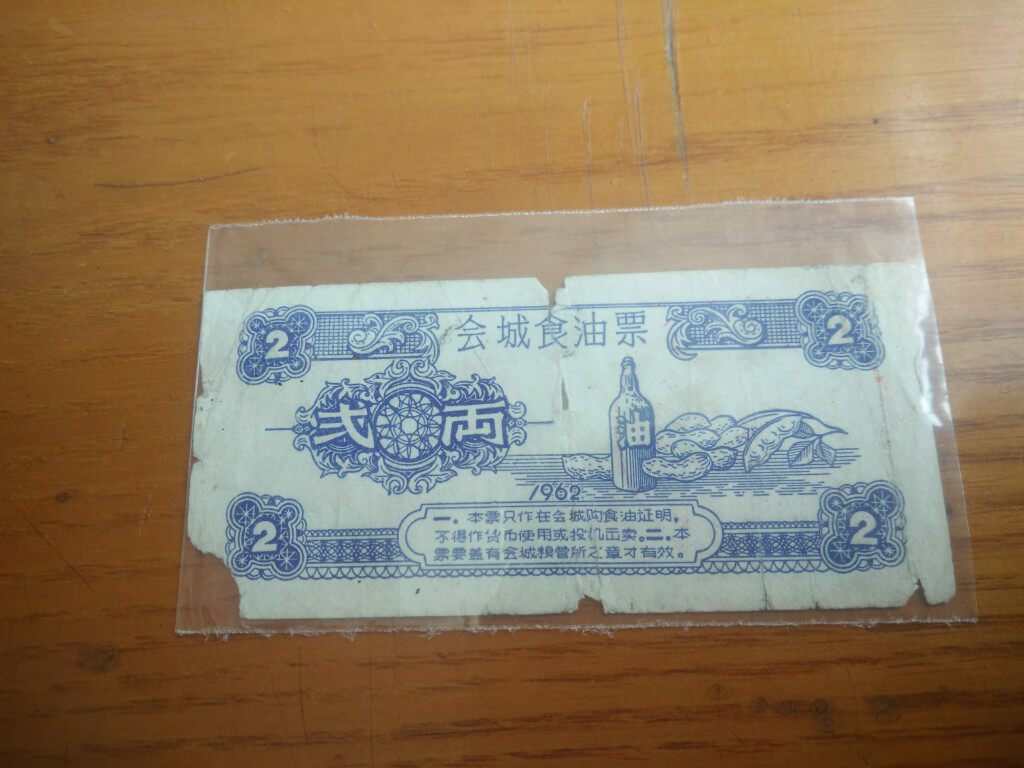 2 会城食油票 2
弍 両
油
1962
一. 本票只作在会城购食油证明,
不得作货币使用或投机买卖.二.本
票要盖有会城粮管所之章才有效。
2 2